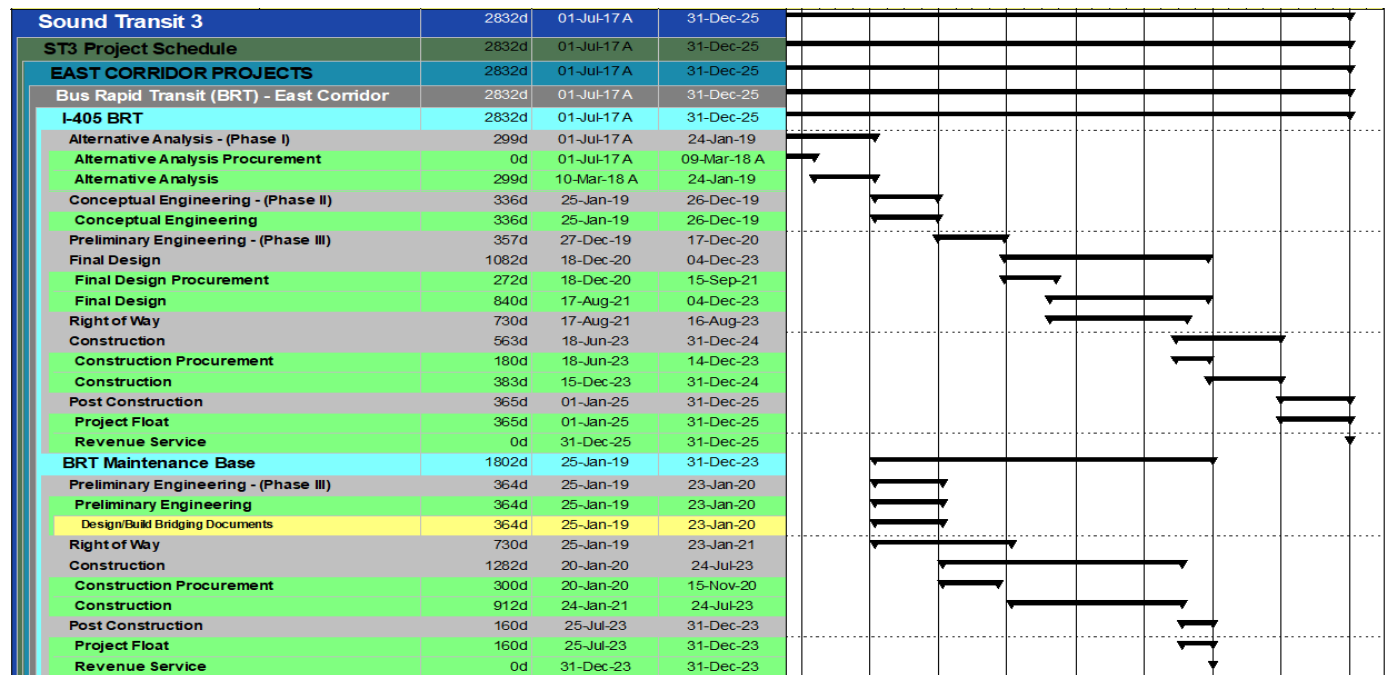 Sound Transit 3 2832d 01-Jul-17 A 31-Dec-25
ST3 Project Schedule 2832d 01-Jul-17 A 31-Dec-25
EAST CORRIDOR PROJECTS 2832d 01-Jul-17 A 31-Dec-25
Bus Rapid Transit (BRT) - East Corridor 2832d 01-Jul-17 A 31-Dec-25
I-405 BRT 2832d 01-Jul-17 A 31-Dec-25
Alternative Analysis - (Phase I) 299d 01-Jul-17 A 24-Jan-19
Alternative Analysis Procurement 0d 01-Jul-17 A 09-Mar-18 A
Alternative Analysis 299d 10-Mar-18 A 24-Jan-19
Conceptual Engineering - (Phase II) 336d 25-Jan-19 26-Dec-19
Conceptual Engineering 336d 25-Jan-19 26-Dec-19
Preliminary Engineering - (Phase III) 357d 27-Dec-19 17-Dec-20
Final Design 1082d 18-Dec-20 04-Dec-23
Final Design Procurement 272d 18-Dec-20 15-Sep-21
Final Design 840d 17-Aug-21 04-Dec-23
Right of Way 730d 17-Aug-21 16-Aug-23
Construction 563d 18-Jun-23 31-Dec-24
Construction Procurement 180d 18-Jun-23 14-Dec-23
Construction 383d 15-Dec-23 31-Dec-24
Post Construction 365d 01-Jan-25 31-Dec-25
Project Float 365d 01-Jan-25 31-Dec-25
Revenue Service 0d 31-Dec-25 31-Dec-25
BRT Maintenance Base 1802d 25-Jan-19 31-Dec-23
Preliminary Engineering - (Phase III) 364d 25-Jan-19 23-Jan-20
Preliminary Engineering 364d 25-Jan-19 23-Jan-20
Design/Build Bridging Documents 364d 25-Jan-19 23-Jan-20
Right of Way 730d 25-Jan-19 23-Jan-21
Construction 1282d 20-Jan-20 24-Jul-23
Construction Procurement 300d 20-Jan-20 15-Nov-20
Construction 912d 24-Jan-21 24-Jul-23
Post Construction 160d 25-Jul-23 31-Dec-23
Project Float 160d 25-Jul-23 31-Dec-23
Revenue Service 0d 31-Dec-23 31-Dec-23